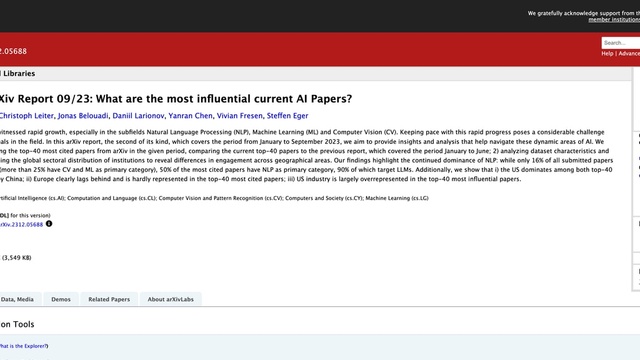 We gratefully acknowledge support from th
member institutions
2.05688
Search...
Help | Advance
l Libraries
Xiv Report 09/23: What are the most influential current AI Papers?
Christoph Leiter, Jonas Belouadi, Daniil Larionov, Yanran Chen, Vivian Fresen, Steffen Eger
witnessed rapid growth, especially in the subfields Natural Language Processing (NLP), Machine Learning (ML) and Computer Vision (CV). Keeping pace with this rapid progress poses a considerable challenge
als in the field. In this arXiv report, the second of its kind, which covers the period from January to September 2023, we aim to provide insights and analysis that help navigate these dynamic areas of AI. We
ng the top-40 most cited papers from arXiv in the given period, comparing the current top-40 papers to the previous report, which covered the period January to June; 2) analyzing dataset characteristics and
ing the global sectoral distribution of institutions to reveal differences in engagement across geographical areas. Our findings highlight the continued dominance of NLP: while only 16% of all submitted papers
(more than 25% have CV and ML as primary category), 50% of the most cited papers have NLP as primary category, 90% of which target LLMs. Additionally, we show that i) the US dominates among both top-40
by China; ii) Europe clearly lags behind and is hardly represented in the top-40 most cited papers; iii) US industry is largely overrepresented in the top-40 most influential papers.
rtificial Intelligence (cs.AI); Computation and Language (cs.CL); Computer Vision and Pattern Recognition (cs.CV); Computers and Society (cs.CY); Machine Learning (cs.LG)
DL] for this version)
arXiv.2312.05688
(3,549 KB)
Data, Media
Demos
Related Papers
About arXivLabs
on Tools
What is the Explorer?)